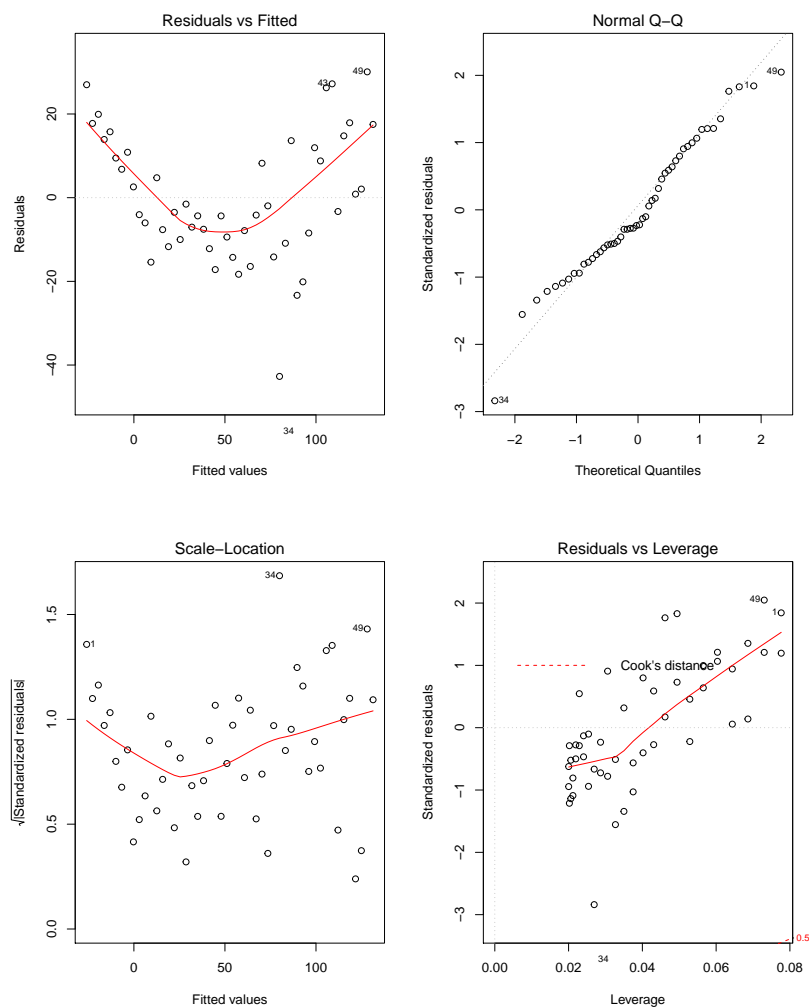 Residuals vs Fitted
20
0
−20
−40
Residuals
43
49
34
0 50 100
Fitted values
Normal Q−Q
2
1
0
−1
−2
−3
Standardized residuals
1
49
34
−2 −1 0 1 2
Theoretical Quantiles
Scale−Location
1.5
1.0
0.5
0.0
√|Standardized residuals|
34
49
1
0 50 100
Fitted values
Residuals vs Leverage
2
1
0
−1
−2
−3
Standardized residuals
49
1
Cook's distance
0.5
34
0.00 0.02 0.04 0.06 0.08
Leverage